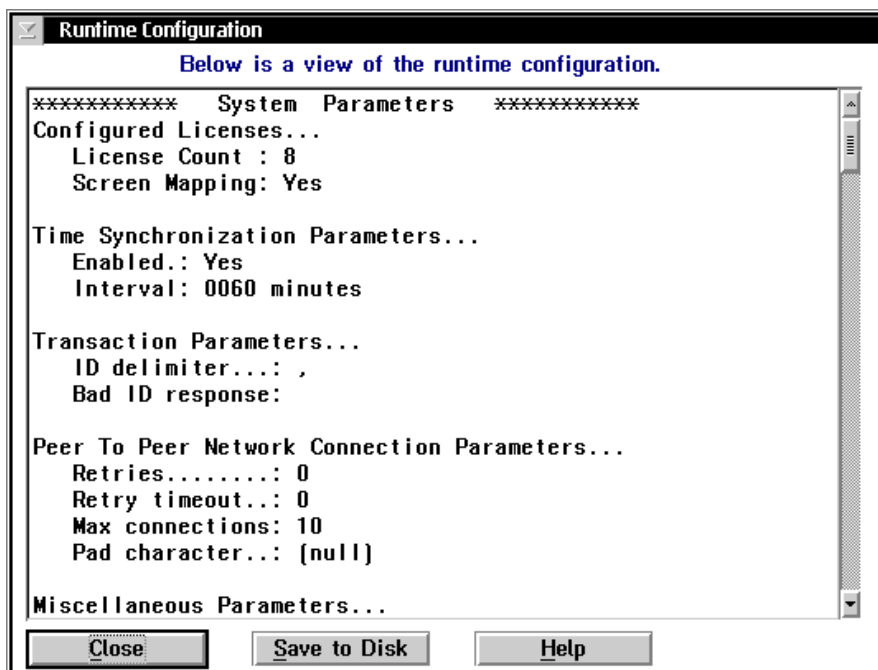 Runtime Configuration
Below is a view of the runtime configuration.
*********** System Parameters ***********
Configured Licenses...
License Count : 8
Screen Mapping: Yes
Time Synchronization Parameters...
Enabled.: Yes
Interval: 0060 minutes
Transaction Parameters...
ID delimiter...: ,
Bad ID response:
Peer To Peer Network Connection Parameters...
Retries........: 0
Retry timeout..: 0
Max connections: 10
Pad character..: (null)
Miscellaneous Parameters...
Close Save to Disk Help